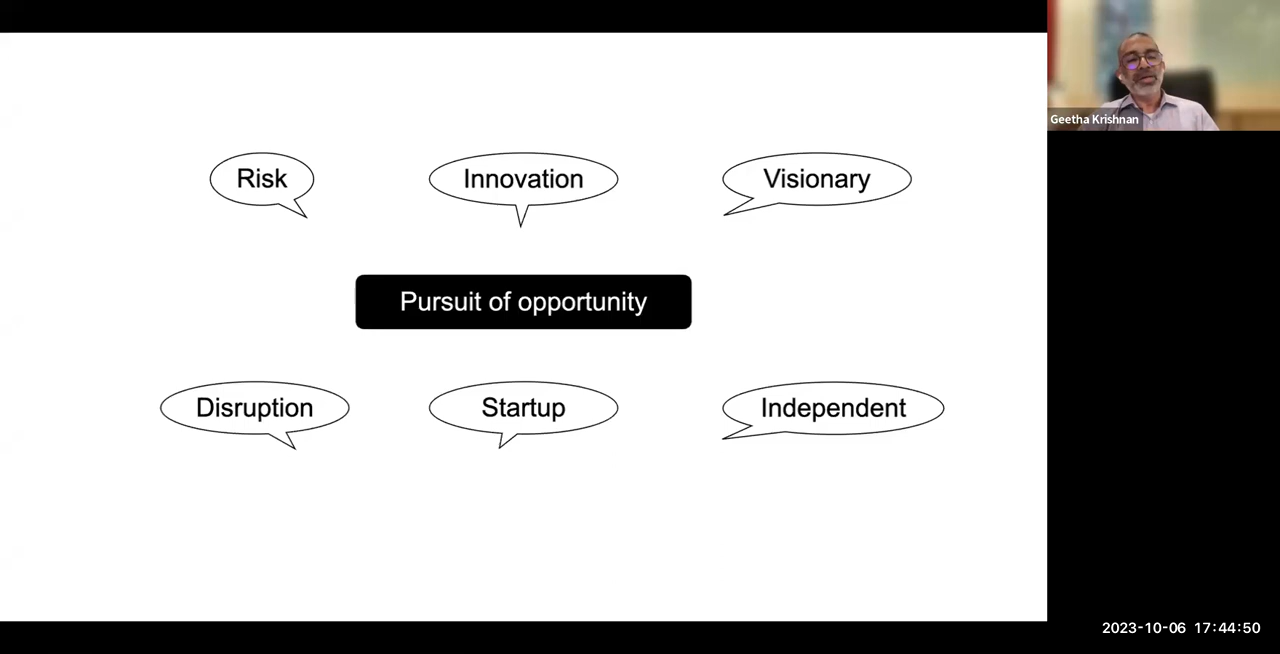 Geetha Krishnan
Risk
Innovation
Visionary
Pursuit of opportunity
Disruption
Startup
Independent
2023-10-06 17:44:50